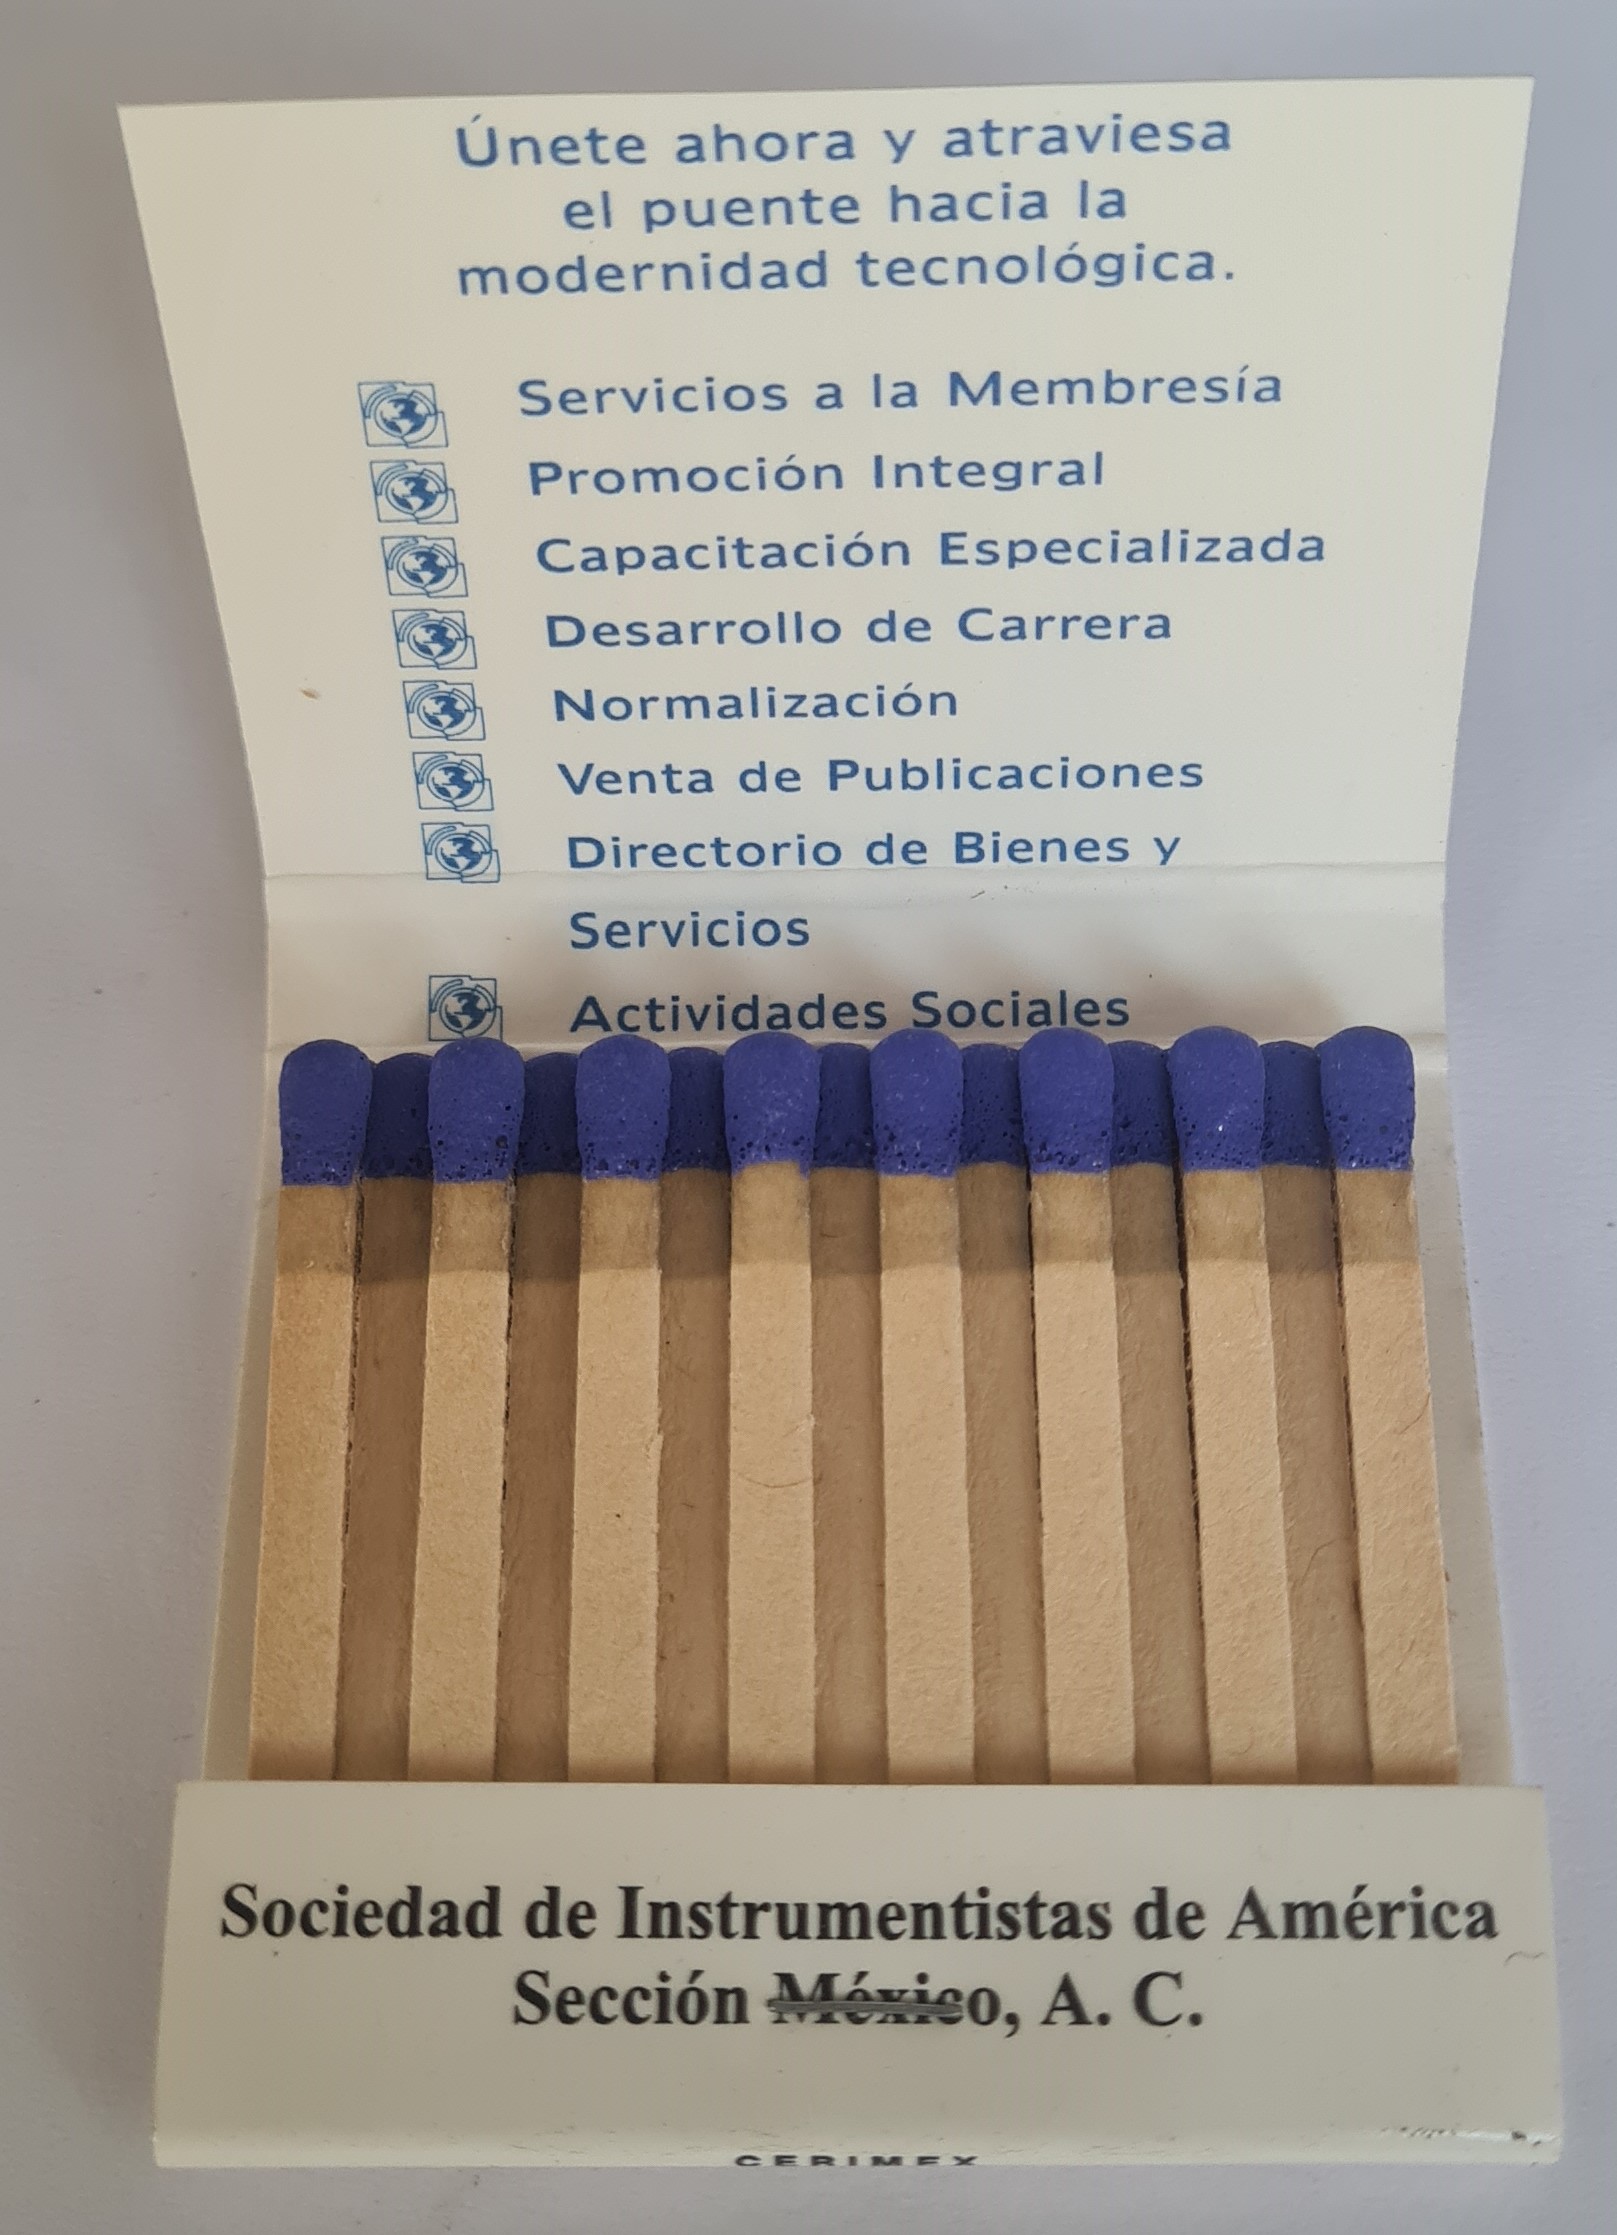 Únete ahora y atraviesa
el puente hacia la
modernidad tecnológica.
Servicios a la Membresía
Promoción Integral
Capacitación Especializada
Desarrollo de Carrera
Normalización
Venta de Publicaciones
Directorio de Bienes y
Servicios
Actividades Sociales
Sociedad de Instrumentistas de América
Sección México, A. C.
CERIMEX